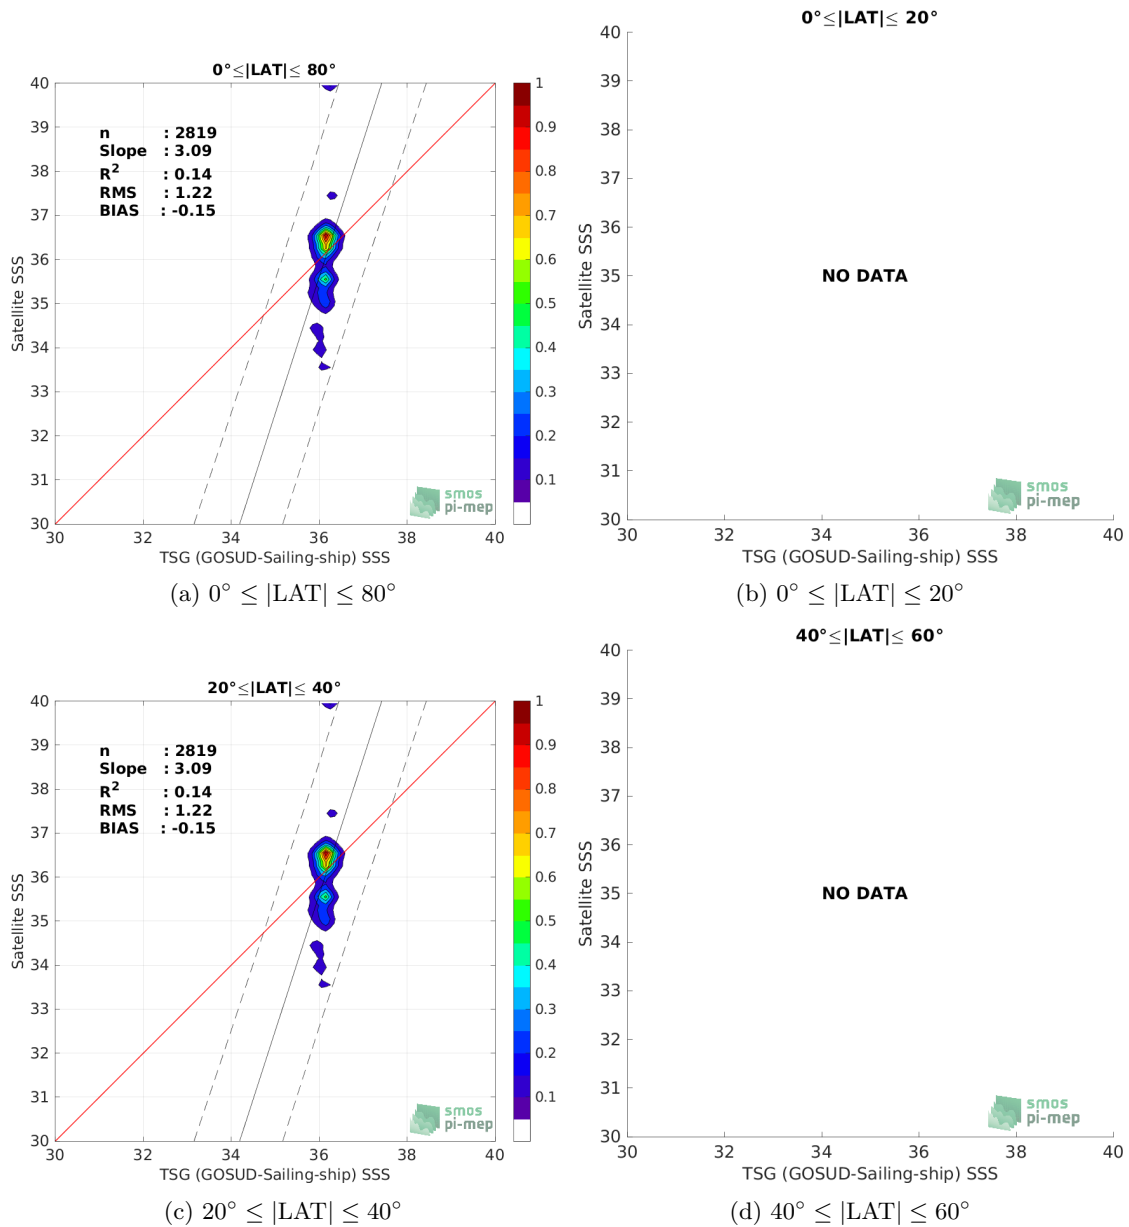 0°≤|LAT|≤ 80°
40
39
38
37
36
35
34
33
32
31
30
Satellite SSS
n : 2819
Slope : 3.09
R² : 0.14
RMS : 1.22
BIAS : -0.15
smos
pi-mep
30 32 34 36 38 40
TSG (GOSUD-Sailing-ship) SSS
1
0.9
0.8
0.7
0.6
0.5
0.4
0.3
0.2
0.1
(a) 0° ≤ |LAT| ≤ 80°
0°≤|LAT|≤ 20°
40
39
38
37
36
35
34
33
32
31
30
Satellite SSS
NO DATA
smos
pi-mep
30 32 34 36 38 40
TSG (GOSUD-Sailing-ship) SSS
(b) 0° ≤ |LAT| ≤ 20°
20°≤|LAT|≤ 40°
40
39
38
37
36
35
34
33
32
31
30
Satellite SSS
n : 2819
Slope : 3.09
R² : 0.14
RMS : 1.22
BIAS : -0.15
smos
pi-mep
30 32 34 36 38 40
TSG (GOSUD-Sailing-ship) SSS
1
0.9
0.8
0.7
0.6
0.5
0.4
0.3
0.2
0.1
(c) 20° ≤ |LAT| ≤ 40°
40°≤|LAT|≤ 60°
40
39
38
37
36
35
34
33
32
31
30
Satellite SSS
NO DATA
smos
pi-mep
30 32 34 36 38 40
TSG (GOSUD-Sailing-ship) SSS
(d) 40° ≤ |LAT| ≤ 60°